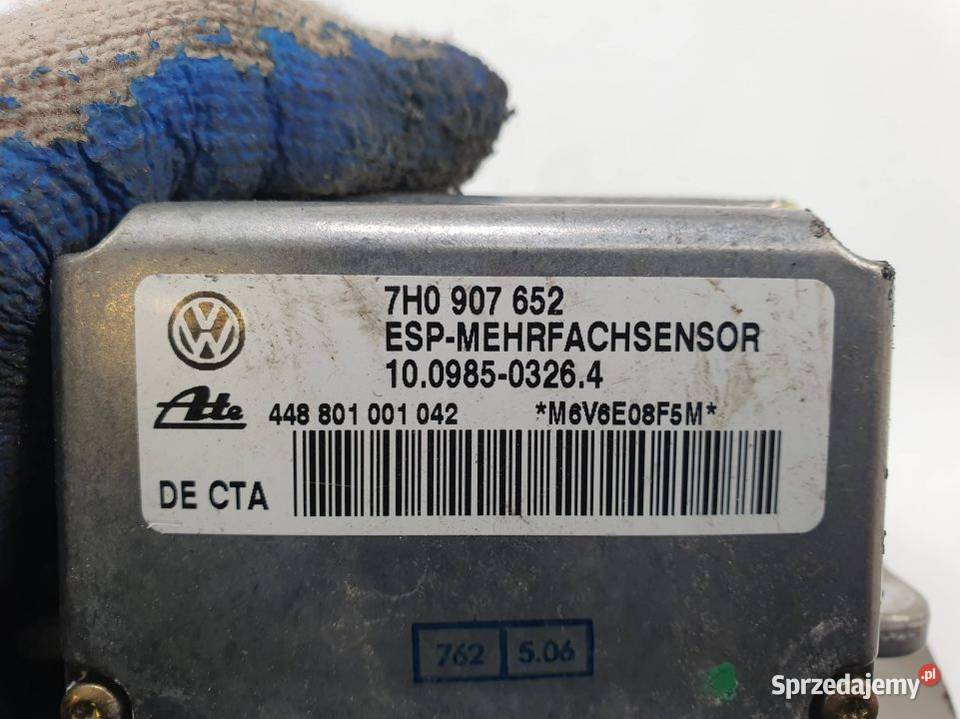 7H0 907 652
ESP-MEHRFACHSENSOR
10.0985-0326.4
Ate 448 801 001 042 *M6V6E08F5M*
DE CTA
762 5.06
Sprzedajemy.pl